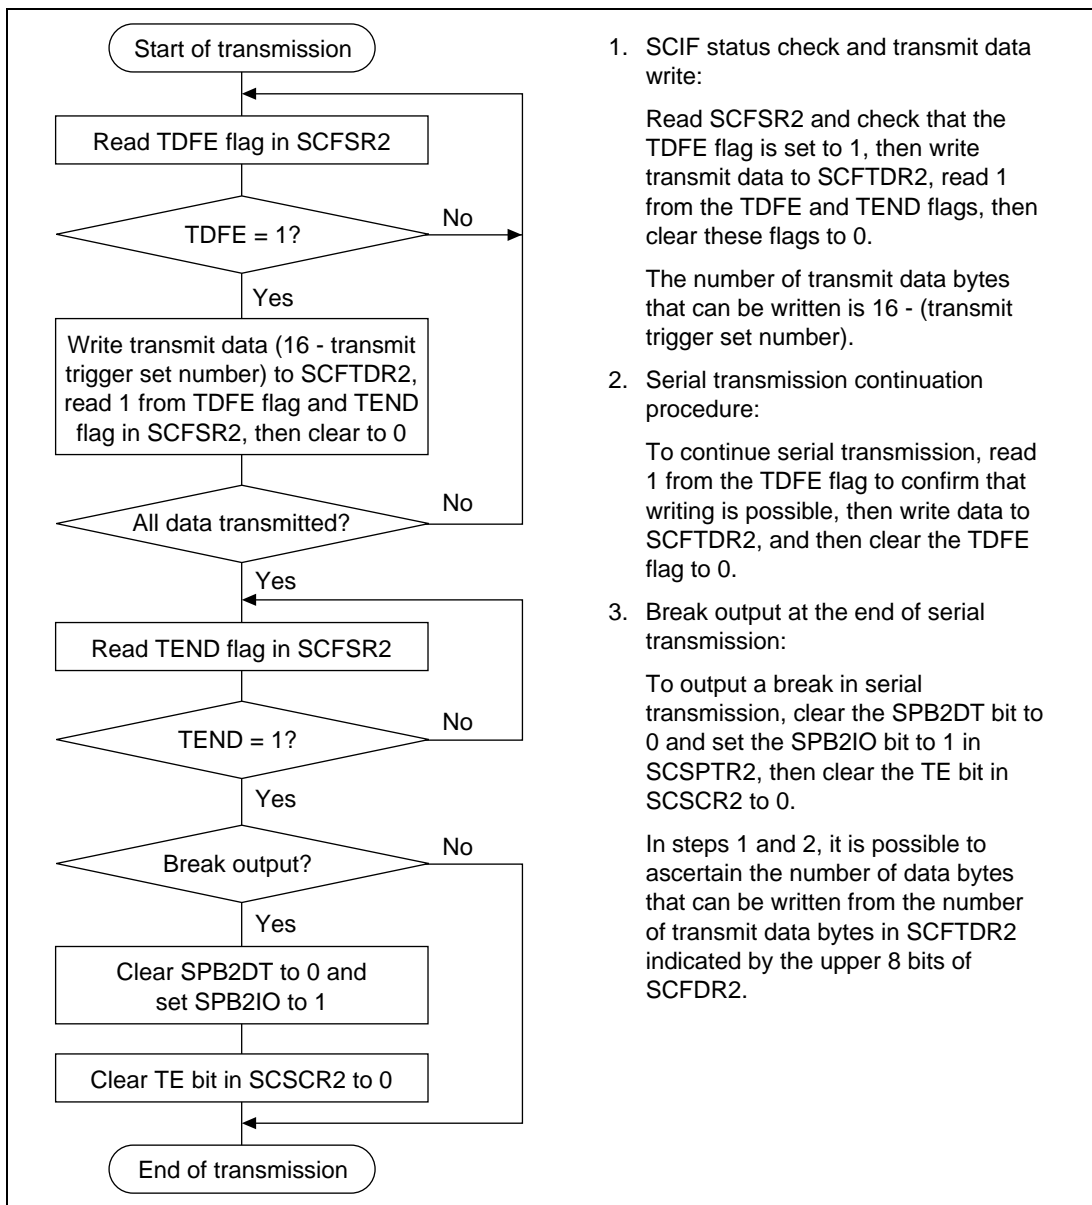 Start of transmission
Read TDFE flag in SCFSR2
TDFE = 1?
No
Yes
Write transmit data (16 - transmit
trigger set number) to SCFTDR2,
read 1 from TDFE flag and TEND
flag in SCFSR2, then clear to 0
All data transmitted?
No
Yes
Read TEND flag in SCFSR2
TEND = 1?
No
Yes
Break output?
No
Yes
Clear SPB2DT to 0 and
set SPB2IO to 1
Clear TE bit in SCSCR2 to 0
End of transmission
1. SCIF status check and transmit data
write:
Read SCFSR2 and check that the
TDFE flag is set to 1, then write
transmit data to SCFTDR2, read 1
from the TDFE and TEND flags, then
clear these flags to 0.
The number of transmit data bytes
that can be written is 16 - (transmit
trigger set number).
2. Serial transmission continuation
procedure:
To continue serial transmission, read
1 from the TDFE flag to confirm that
writing is possible, then write data to
SCFTDR2, and then clear the TDFE
flag to 0.
3. Break output at the end of serial
transmission:
To output a break in serial
transmission, clear the SPB2DT bit to
0 and set the SPB2IO bit to 1 in
SCSPTR2, then clear the TE bit in
SCSCR2 to 0.
In steps 1 and 2, it is possible to
ascertain the number of data bytes
that can be written from the number
of transmit data bytes in SCFTDR2
indicated by the upper 8 bits of
SCFDR2.